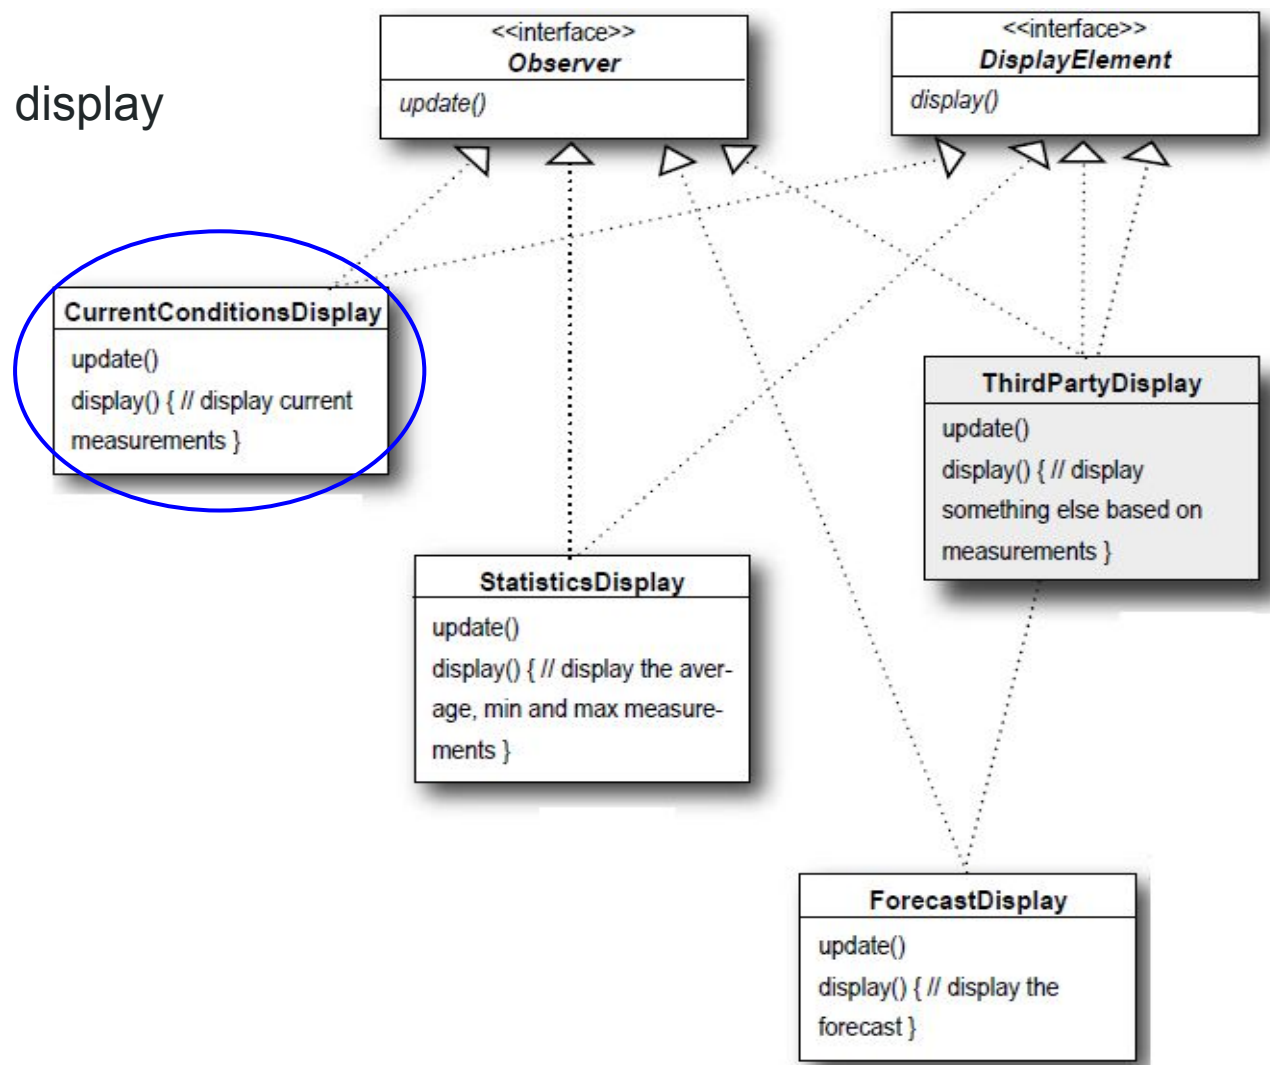 display
<<interface>>
Observer
update()
<<interface>>
DisplayElement
display()
CurrentConditionsDisplay
update()
display() { // display current
measurements }
ThirdPartyDisplay
update()
display() { // display
something else based on
measurements }
StatisticsDisplay
update()
display() { // display the aver-
age, min and max measure-
ments }
ForecastDisplay
update()
display() { // display the
forecast }